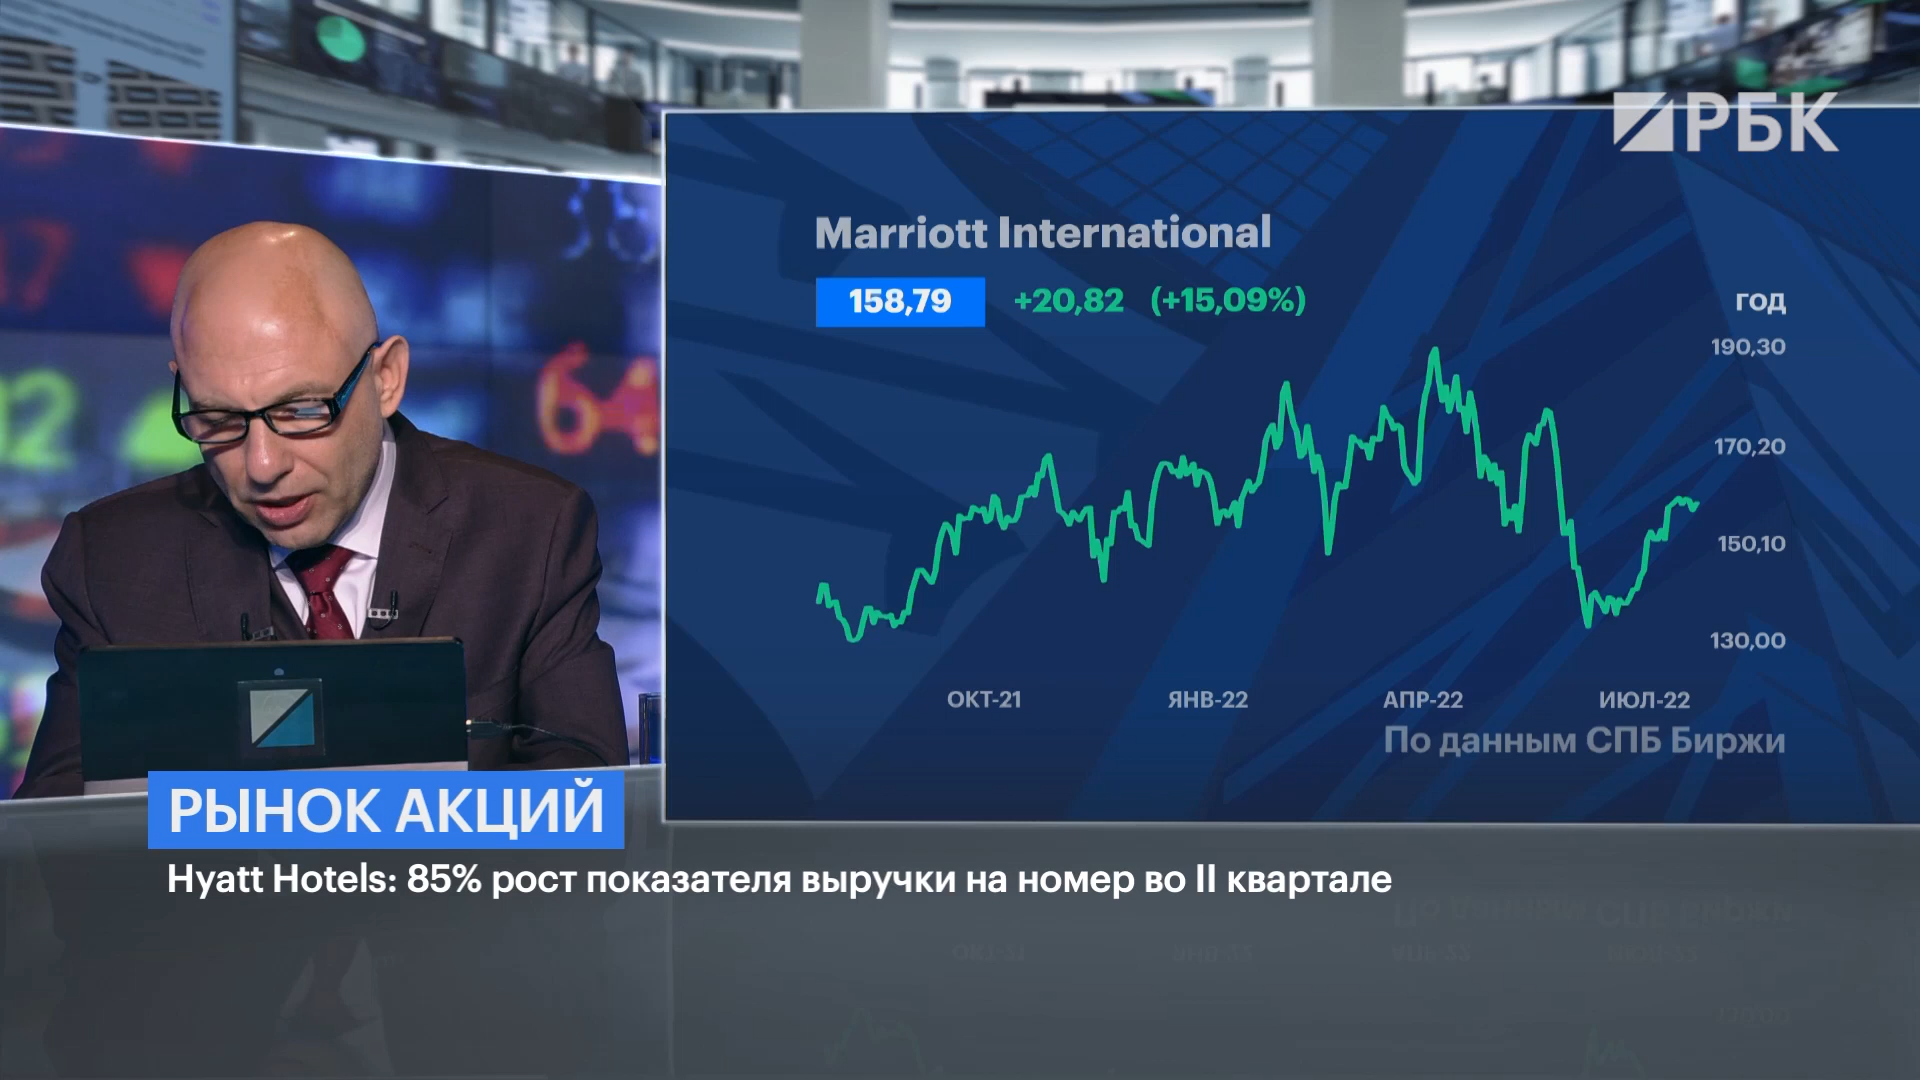 РБК
Marriott International
158,79 +20,82 (+15,09%)
год
190,30
170,20
150,10
130,00
ОКТ-21 ЯНВ-22 АПР-22 ИЮЛ-22
По данным СПБ Биржи
РЫНОК АКЦИЙ
Hyatt Hotels: 85% рост показателя выручки на номер во II квартале